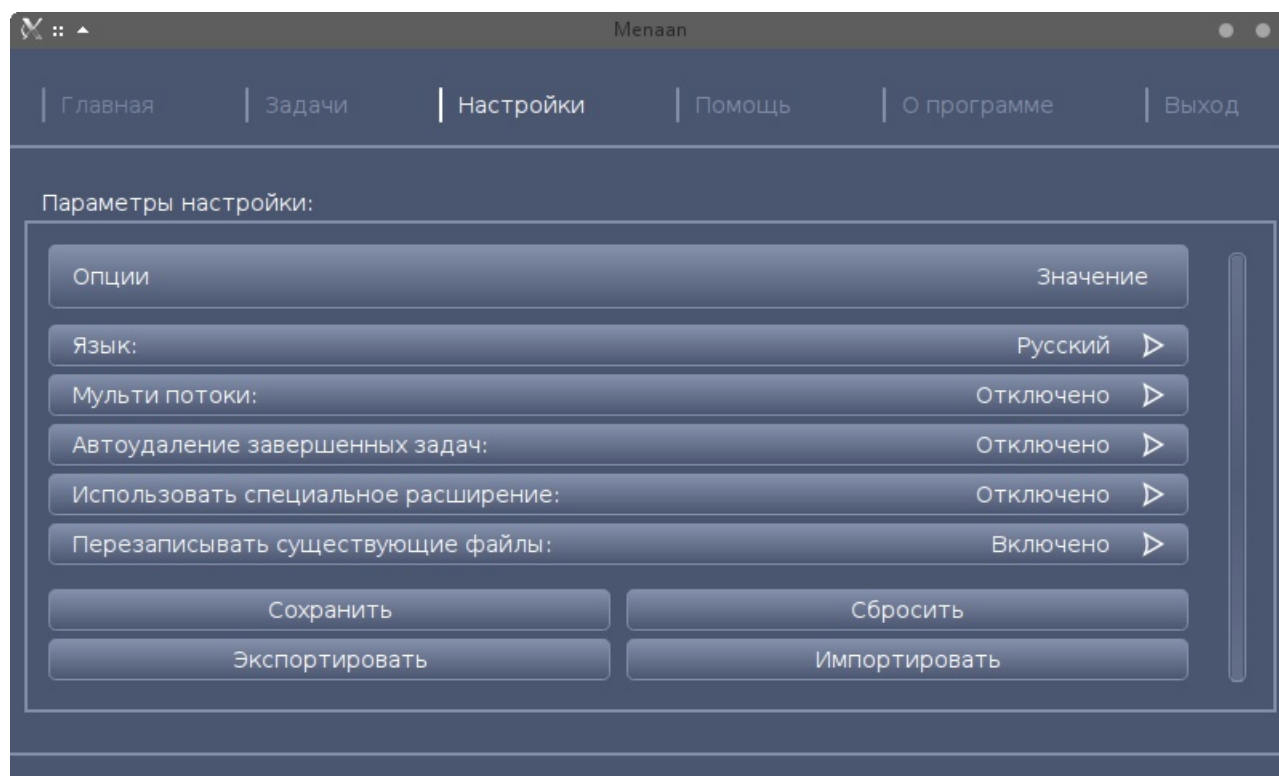 Menaan
Главная Задачи Настройки Помощь О программе Выход
Параметры настройки:
Опции Значение
Язык: Русский
Мульти потоки: Отключено
Автоудаление завершенных задач: Отключено
Использовать специальное расширение: Отключено
Перезаписывать существующие файлы: Включено
Сохранить Сбросить
Экспортировать Импортировать